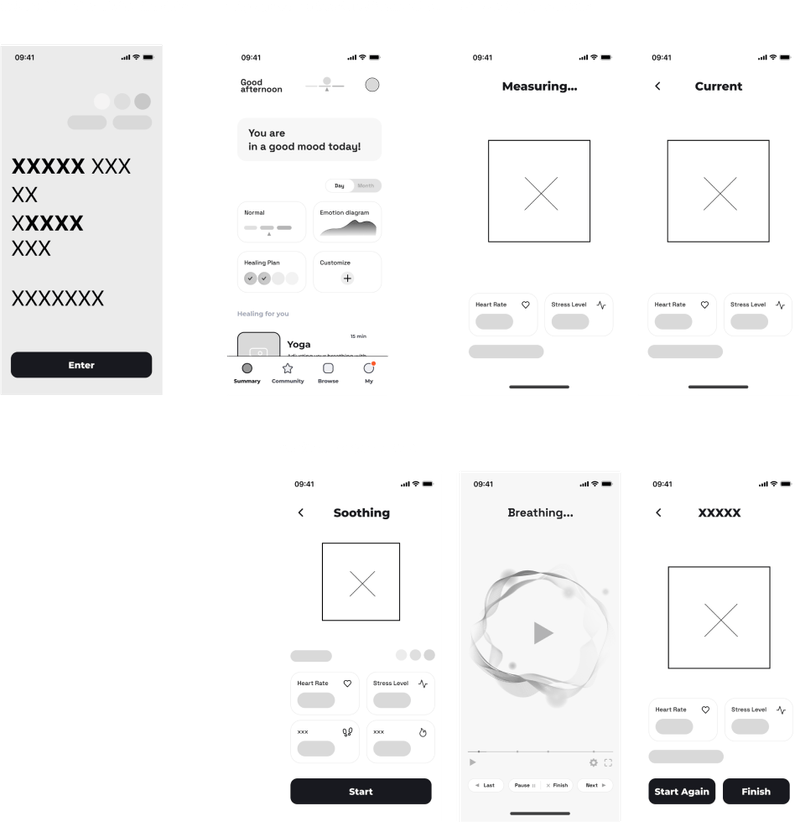 09:41
XXXXX XXX
XX
XXXXX
XXX
XXXXXXX
Enter
09:41
Good
afternoon
You are
in a good mood today!
Day Month
Normal
Emotion diagram
Healing Plan
Customize
Healing for you
Yoga
15 min
Summary
Community
Browse
My
09:41
Measuring...
Heart Rate
Stress Level
09:41
Current
Heart Rate
Stress Level
09:41
Soothing
Heart Rate
Stress Level
xxx
xxx
Start
09:41
Breathing...
Last
Pause
Finish
Next
09:41
XXXXX
Heart Rate
Stress Level
Start Again
Finish